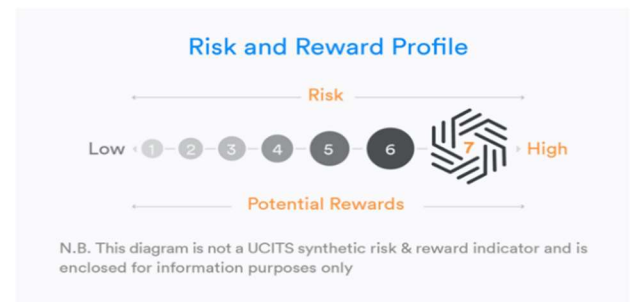 Risk and Reward Profile
Risk
Low 1 2 3 4 5 6 7 High
Potential Rewards
N.B. This diagram is not a UCITS synthetic risk & reward indicator and is
enclosed for information purposes only